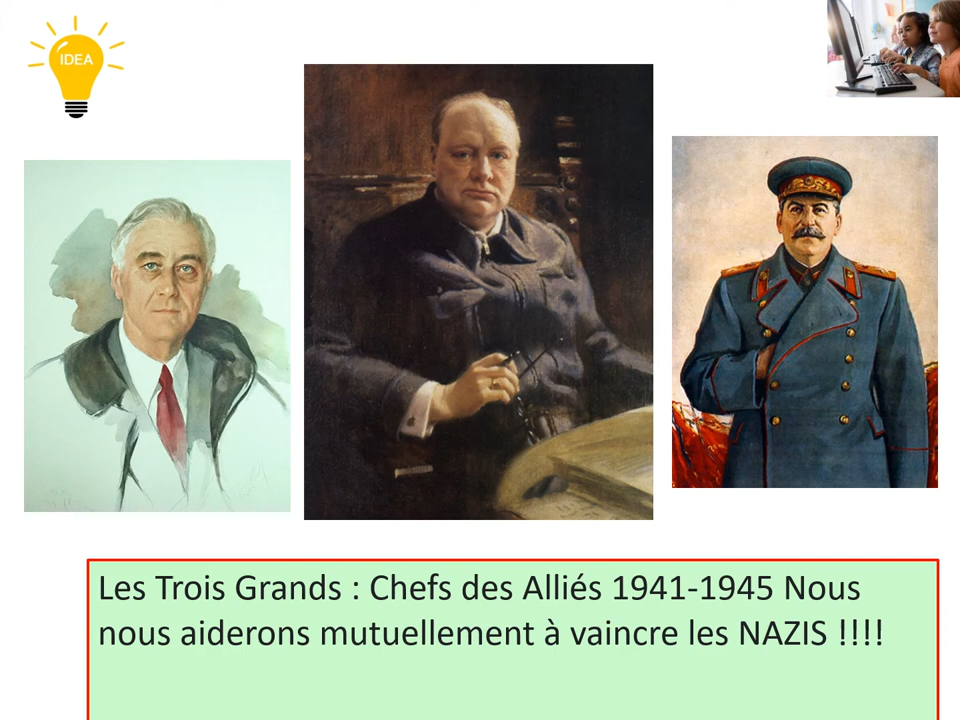 IDEA
Les Trois Grands : Chefs des Alliés 1941-1945 Nous
nous aiderons mutuellement à vaincre les NAZIS !!!!